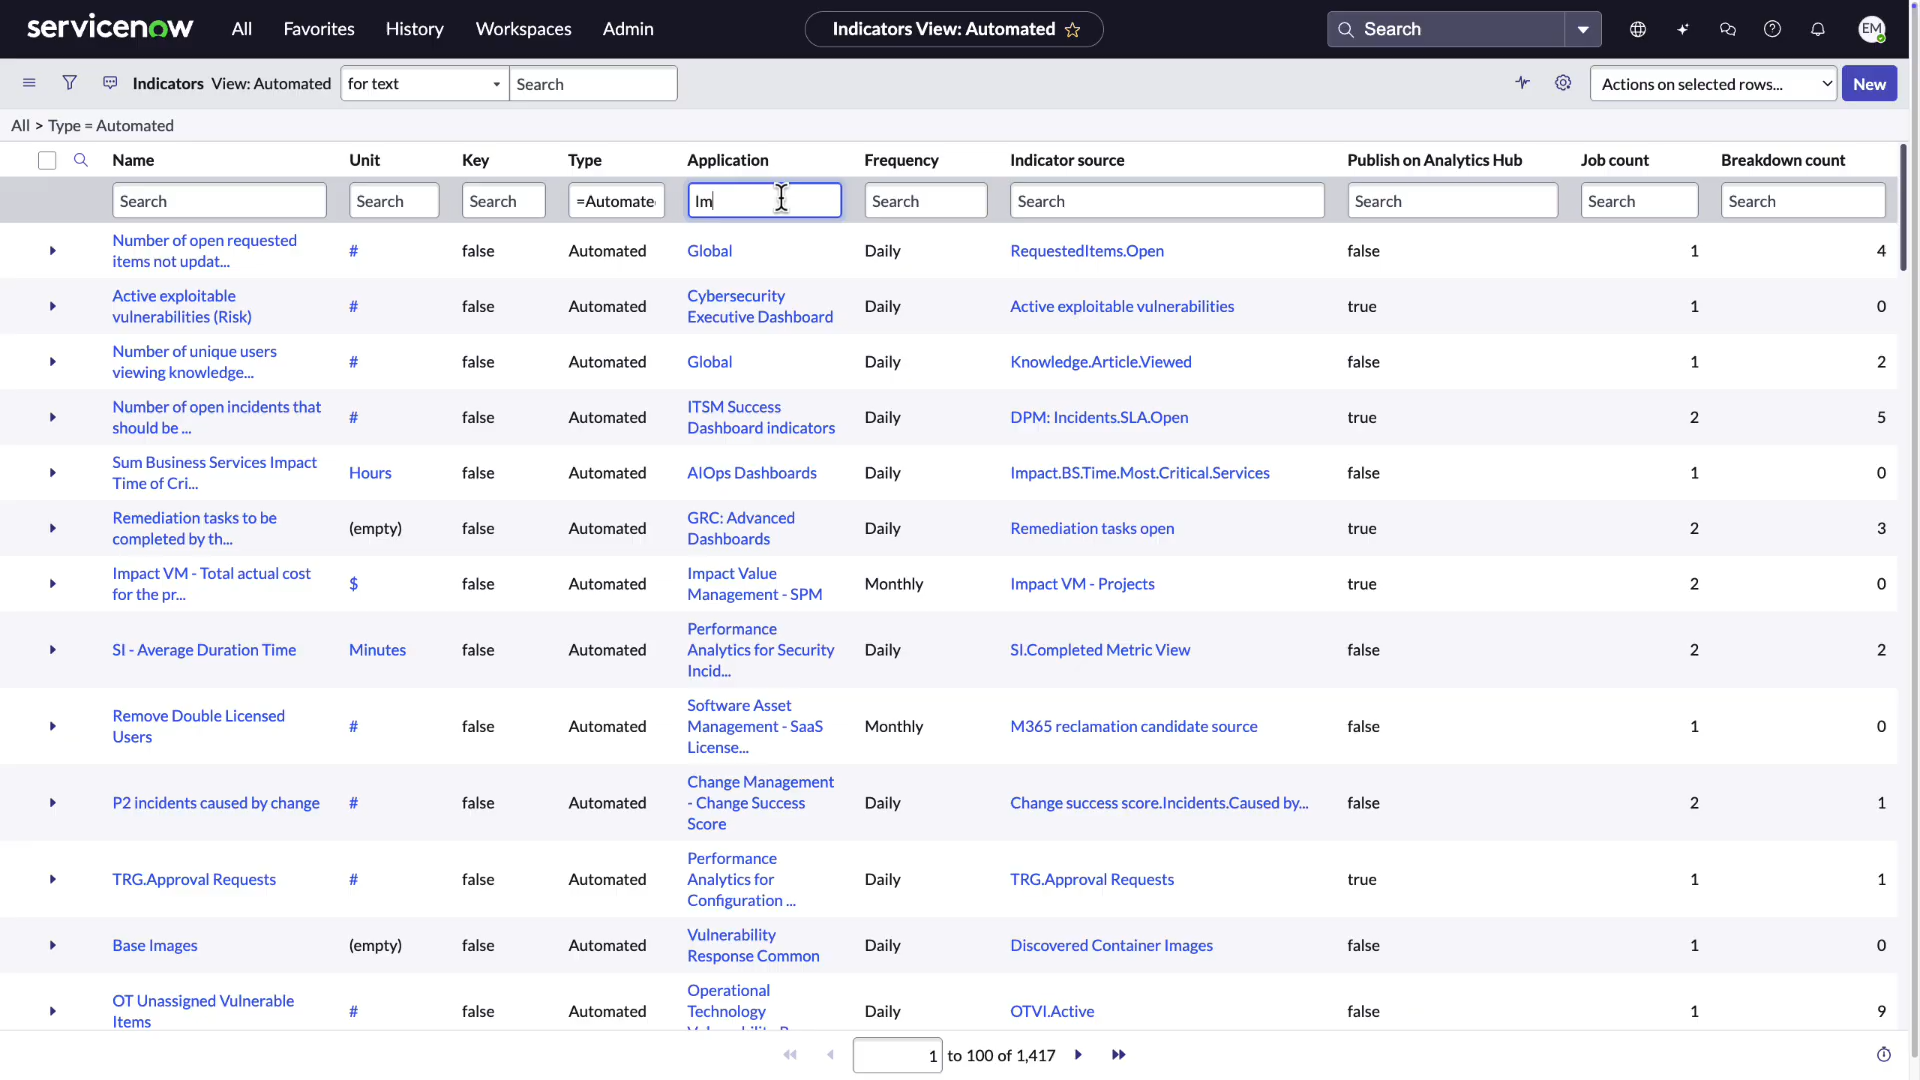 servicenow All Favorites History Workspaces Admin Indicators View: Automated Search EM
Indicators View: Automated for text Search Actions on selected rows... New
All > Type = Automated
Name Unit Key Type Application Frequency Indicator source Publish on Analytics Hub Job count Breakdown count
Search Search Search =Automate Im Search Search Search Search Search
Number of open requested items not updat... # false Automated Global Daily RequestedItems.Open false 1 4
Active exploitable vulnerabilities (Risk) # false Automated Cybersecurity Executive Dashboard Daily Active exploitable vulnerabilities true 1 0
Number of unique users viewing knowledge... # false Automated Global Daily Knowledge.Article.Viewed false 1 2
Number of open incidents that should be ... # false Automated ITSM Success Dashboard indicators Daily DPM: Incidents.SLA.Open true 2 5
Sum Business Services Impact Time of Cri... Hours false Automated AIOps Dashboards Daily Impact.BS.Time.Most.Critical.Services false 1 0
Remediation tasks to be completed by th... (empty) false Automated GRC: Advanced Dashboards Daily Remediation tasks open true 2 3
Impact VM - Total actual cost for the pr... $ false Automated Impact Value Management - SPM Monthly Impact VM - Projects true 2 0
SI - Average Duration Time Minutes false Automated Performance Analytics for Security Incid... Daily SI.Completed Metric View false 2 2
Remove Double Licensed Users # false Automated Software Asset Management - SaaS License... Monthly M365 reclamation candidate source false 1 0
P2 incidents caused by change # false Automated Change Management - Change Success Score Daily Change success score.Incidents.Caused by... false 2 1
TRG.Approval Requests # false Automated Performance Analytics for Configuration ... Daily TRG.Approval Requests true 1 1
Base Images (empty) false Automated Vulnerability Response Common Daily Discovered Container Images false 1 0
OT Unassigned Vulnerable Items # false Automated Operational Technology Daily OTVI.Active false 1 9
1 to 100 of 1,417